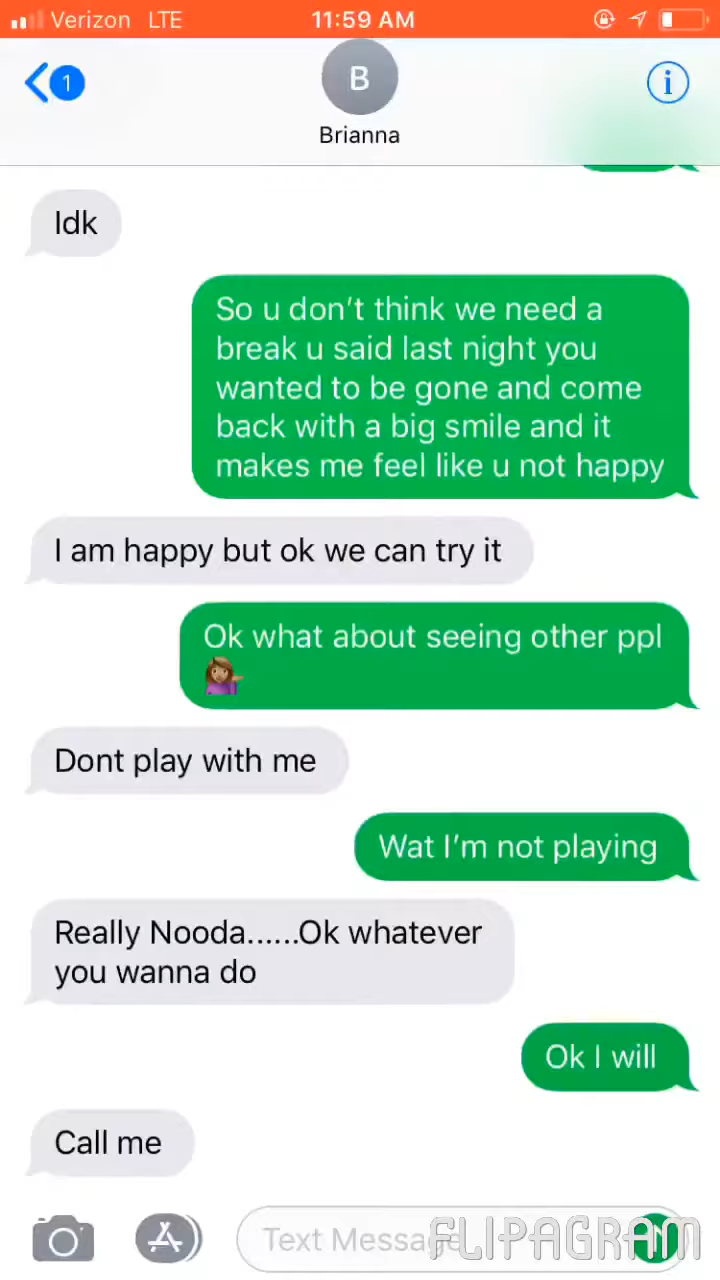 Verizon LTE 11:59 AM
1
B
Brianna
Idk
So u don't think we need a
break u said last night you
wanted to be gone and come
back with a big smile and it
makes me feel like u not happy
I am happy but ok we can try it
Ok what about seeing other ppl
Dont play with me
Wat I'm not playing
Really Nooda......Ok whatever
you wanna do
Ok I will
Call me
Text Message
FLIPAGRAM